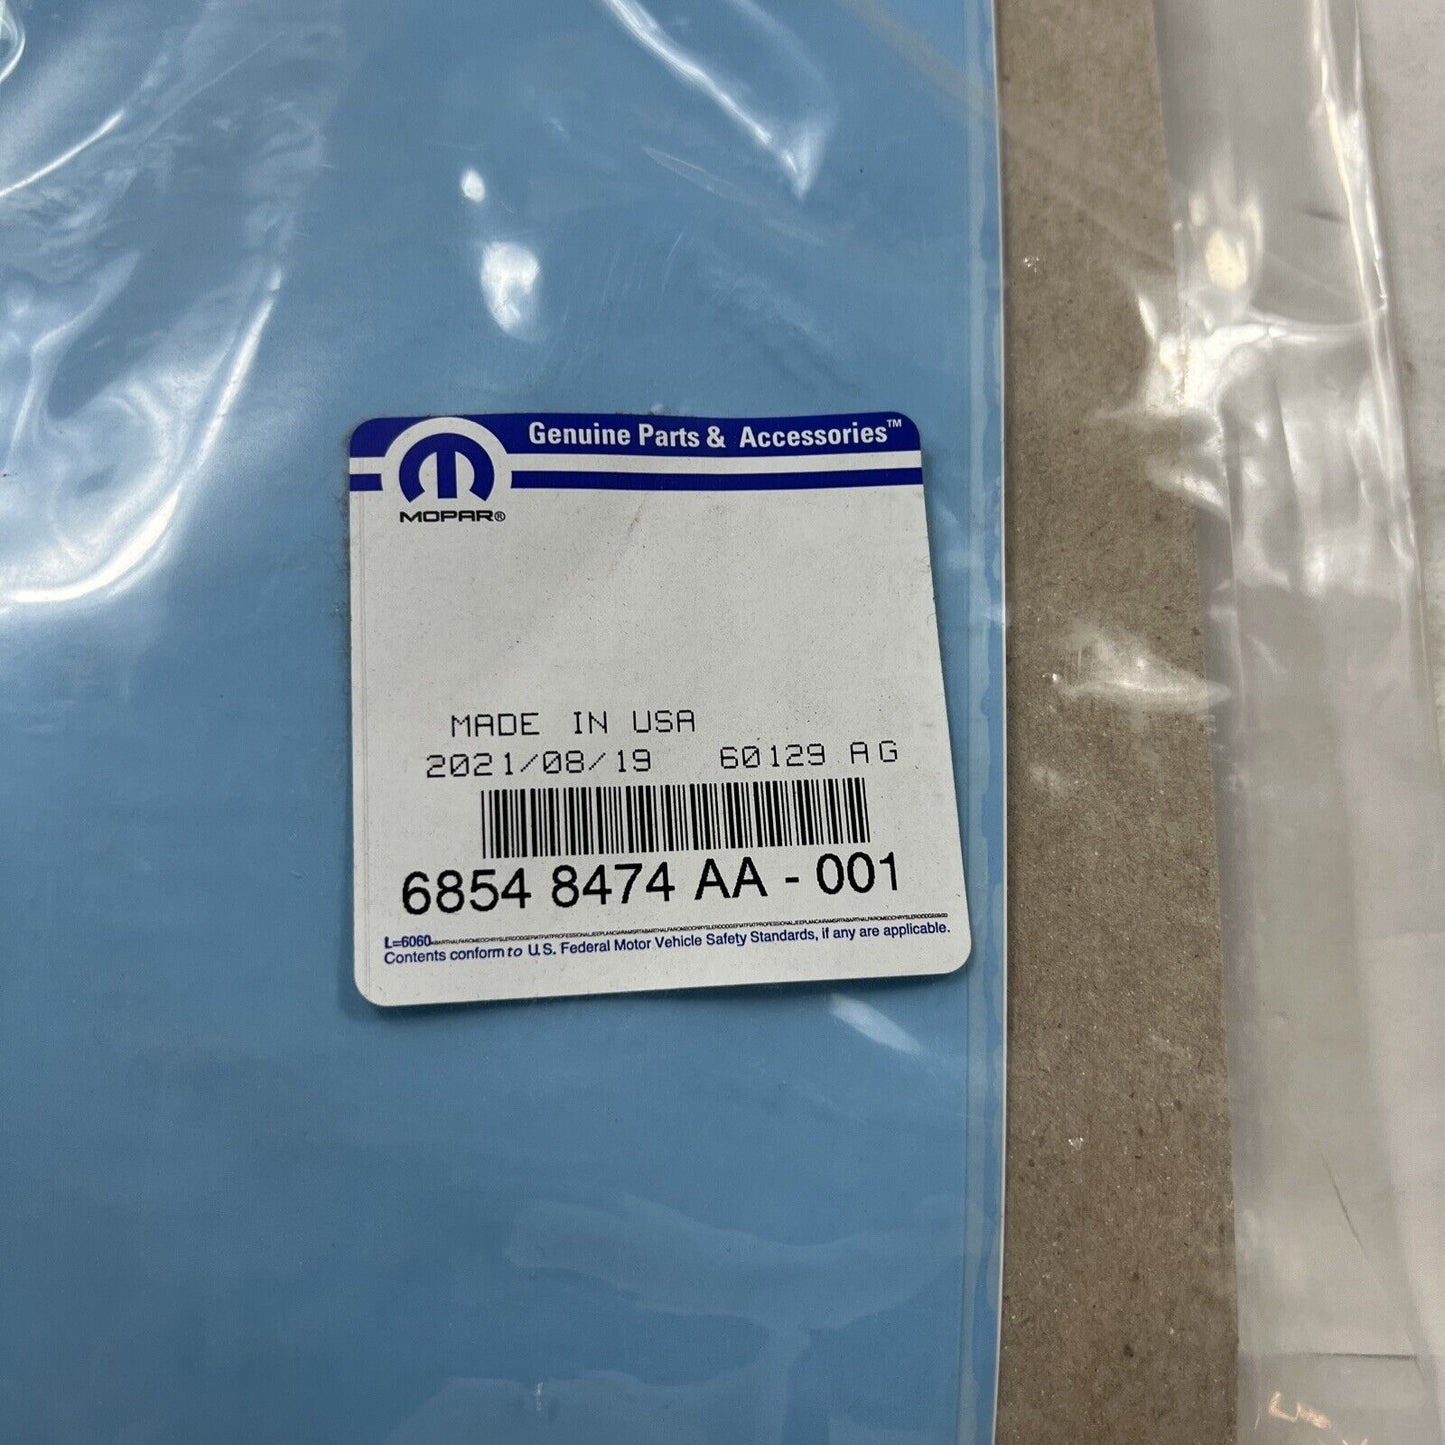 Genuine Parts & Accessories™
MOPAR®
MADE IN USA
2021/08/19 60129 AG
6854 8474 AA - 001
L=6060
Contents conform to U.S. Federal Motor Vehicle Safety Standards, if any are applicable.